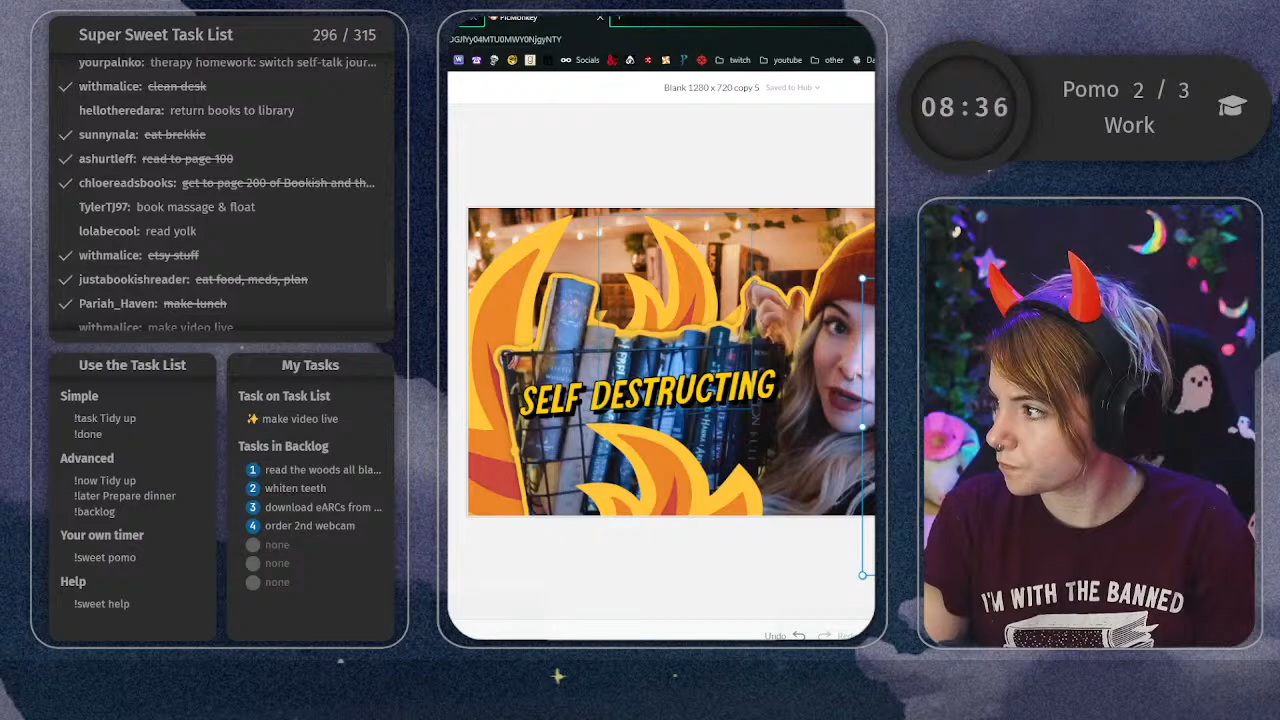 Super Sweet Task List 296 / 315
yourpalnko: therapy homework: switch self-talk jour...
withmalice: clean desk
hellotheredara: return books to library
sunnynala: eat brekkie
ashurtleff: read to page 100
chloereadsbooks: get to page 200 of Bookish and th...
TylerTJ97: book massage & float
lolabecool: read yolk
withmalice: etsy stuff
justabookishreader: eat food, meds, plan
Pariah_Haven: make lunch
withmalice: make video live
Use the Task List
Simple
!task Tidy up
!done
Advanced
!now Tidy up
!later Prepare dinner
!backlog
Your own timer
!sweet pomo
Help
!sweet help
My Tasks
Task on Task List
✨ make video live
Tasks in Backlog
1 read the woods all bla...
2 whiten teeth
3 download eARCs from ...
4 order 2nd webcam
none
none
none
PicMonkey
Socials
twitch
youtube
other
Da
Blank 1280 x 720 copy 5 Saved to Hub
SELF DESTRUCTING
Undo
08:36
Pomo 2 / 3
Work
I'M WITH THE BANNED